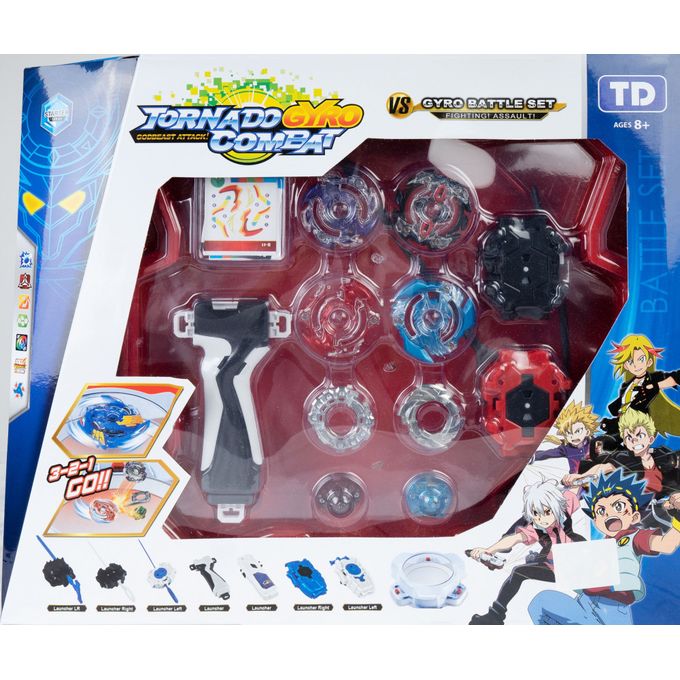 STARTER
TORNADO GYRO
GODBEAST ATTACK!
COMBAT
VS
GYRO BATTLE SET
FIGHTING! ASSAULT!
TD
AGES 8+
BATTLE SET
3-2-1
GO!!
Launcher LR
Launcher Right
Launcher Left
Launcher
Launcher
Launcher Right
Launcher Left